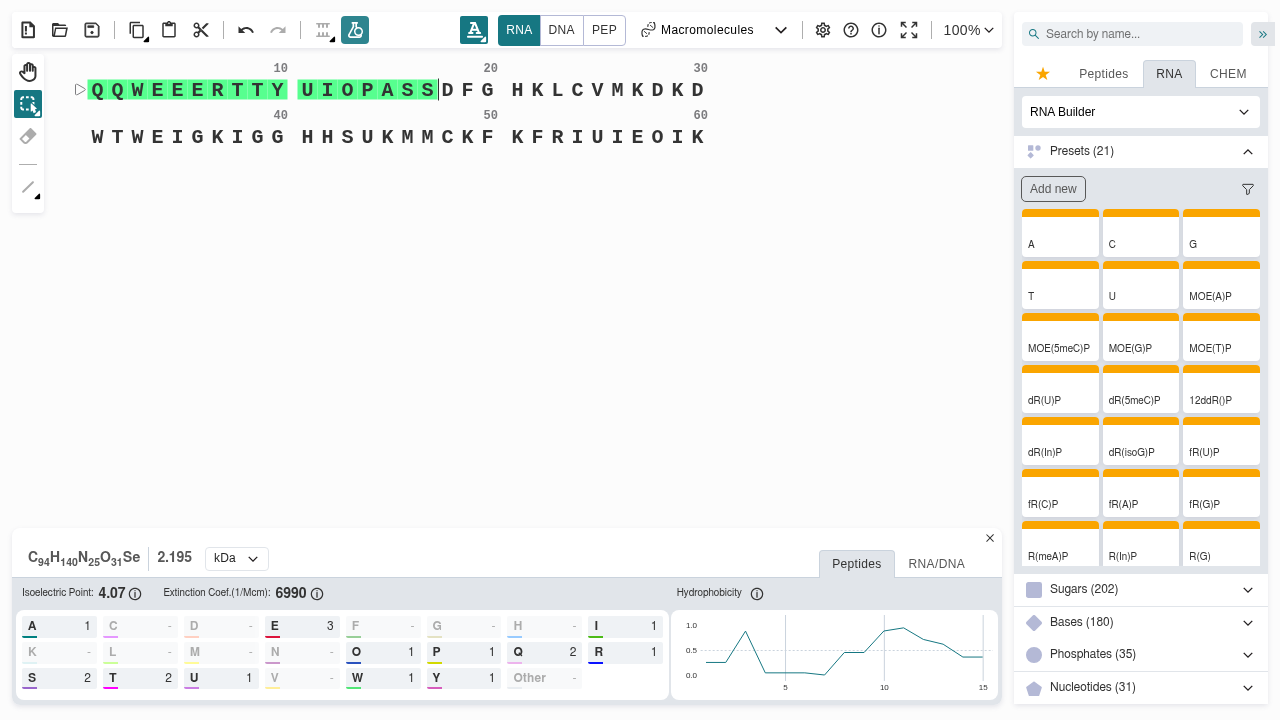 RNA DNA PEP Macromolecules 100%
Search by name...
Peptides RNA CHEM
RNA Builder
Presets (21)
Add new
A C G
T U MOE(A)P
MOE(5meC)P MOE(G)P MOE(T)P
dR(U)P dR(5meC)P 12ddR()P
dR(In)P dR(isoG)P fR(U)P
fR(C)P fR(A)P fR(G)P
R(meA)P R(In)P R(G)
Sugars (202)
Bases (180)
Phosphates (35)
Nucleotides (31)
10 20 30
QQWEEERTTY UIOPASSDFG HKLCVMKDKD
40 50 60
WTWEIGKIGG HHSUKMMCKF KFRIUIEOIK
C94H140N25O31Se 2.195 kDa
Peptides RNA/DNA
Isoelectric Point: 4.07 Extinction Coef.(1/Mcm): 6990
A 1 C - D - E 3 F - G - H - I 1
K - L - M - N - O 1 P 1 Q 2 R 1
S 2 T 2 U 1 V - W 1 Y 1 Other -
Hydrophobicity
1.0
0.5
0.0
5 10 15